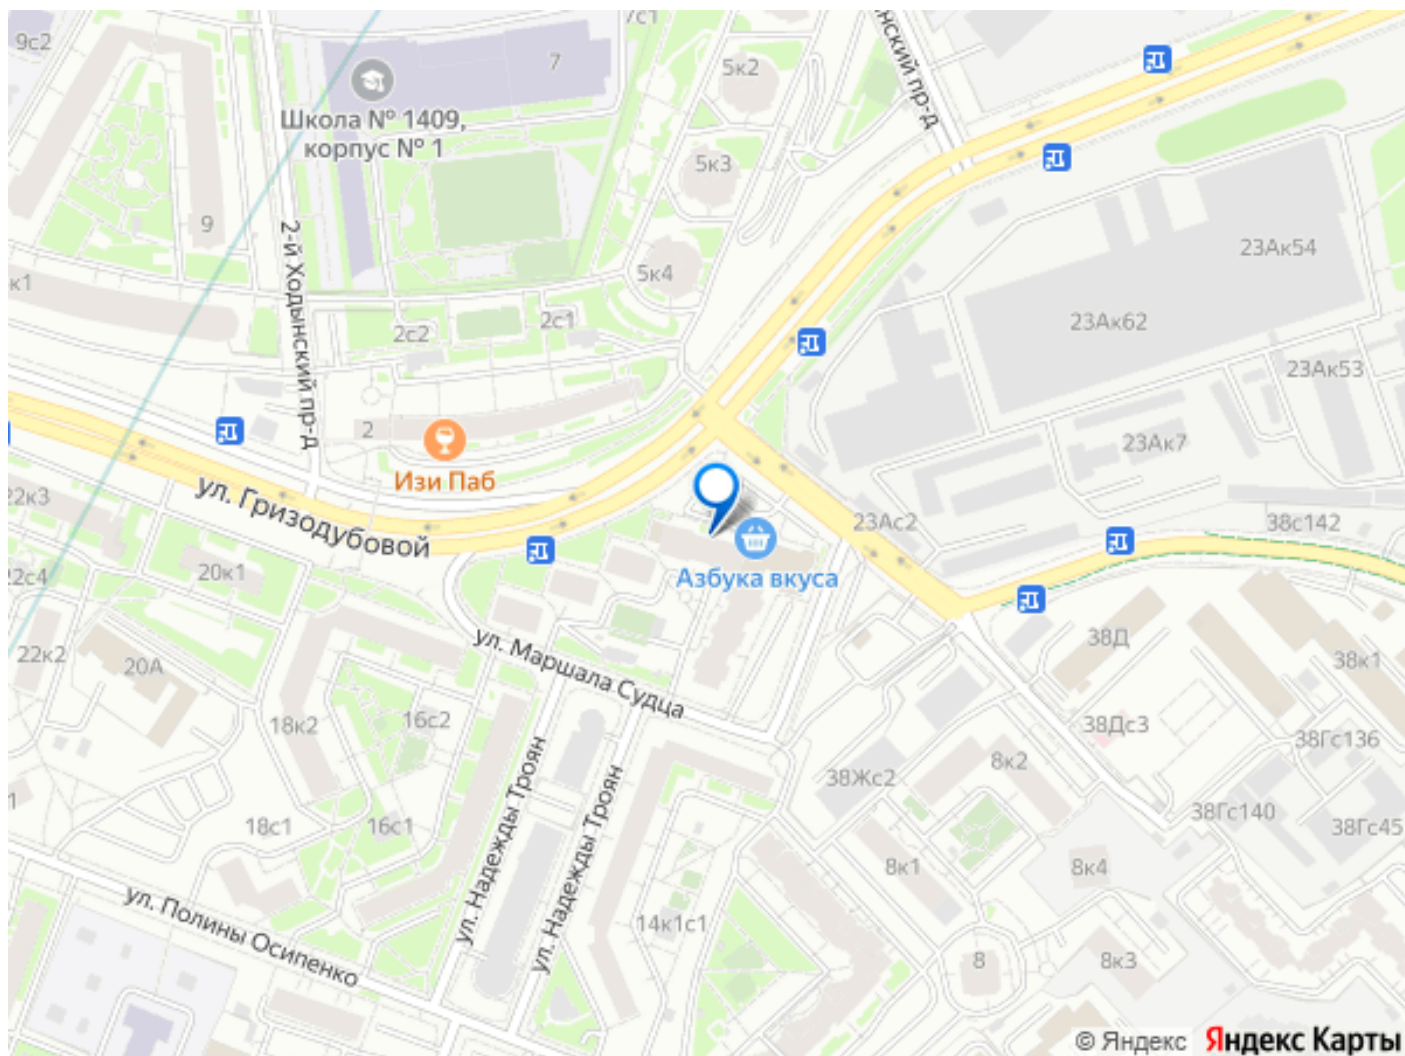 9с2
7с1
7
5к2
нский пр-д
Школа № 1409,
корпус № 1
5к3
9
2-й Ходынский пр-д
5к4
к1
2с2
2с1
23Ак54
23Ак62
23Ак53
2
Изи Паб
23Ак7
22к3
ул. Гризодубовой
23Ас2
38с142
22с4
20к1
Азбука вкуса
22к2
20А
ул. Маршала Судца
38Д
38к1
18к2
16с2
38Дс3
38Гс136
8к2
38Жс2
1
18с1
16с1
ул. Надежды Троян
ул. Надежды Троян
38Гс140
38Гс45
8к1
8к4
ул. Полины Осипенко
14к1с1
8
8к3
© Яндекс Яндекс Карты